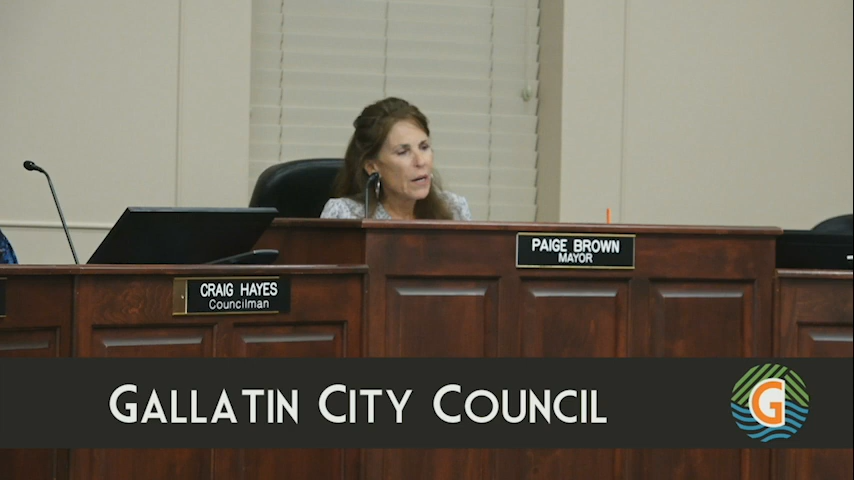 PAIGE BROWN
MAYOR
CRAIG HAYES
Councilman
GALLATIN CITY COUNCIL
G